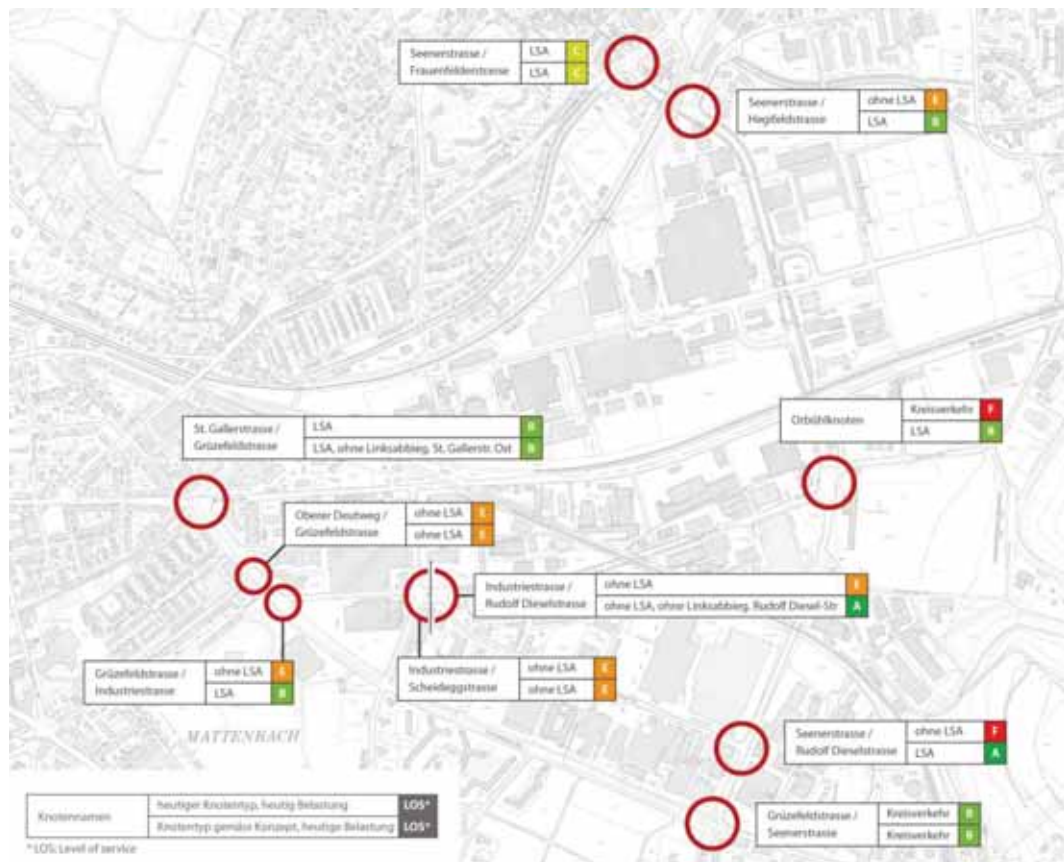 Seenerstrasse / LSA C
Frauenfelderstrasse LSA C
Seenerstrasse / ohne LSA E
Hegifeldstrasse LSA B
St. Gallerstrasse / LSA B
Grüzefeldstrasse LSA, ohne Linksabbieg. St. Gallerstr. Ost B
Orbühlknoten Kreisverkehr F
LSA B
Oberer Deutweg / ohne LSA E
Grüzefeldstrasse ohne LSA E
Industriestrasse / ohne LSA E
Rudolf Dieselstrasse ohne LSA, ohne Linksabbieg. Rudolf Diesel-Str A
Grüzefeldstrasse / ohne LSA E
Industriestrasse LSA B
Industriestrasse / ohne LSA E
Scheideggstrasse ohne LSA E
MATTENBACH
Seenerstrasse / ohne LSA F
Rudolf Dieselstrasse LSA A
Grüzefeldstrasse / Kreisverkehr B
Seenerstrasse Kreisverkehr B
Knotennamen heutiger Knotentyp, heutig Belastung LOS*
Knotentyp gemäss Konzept, heutige Belastung LOS*
* LOS: Level of service